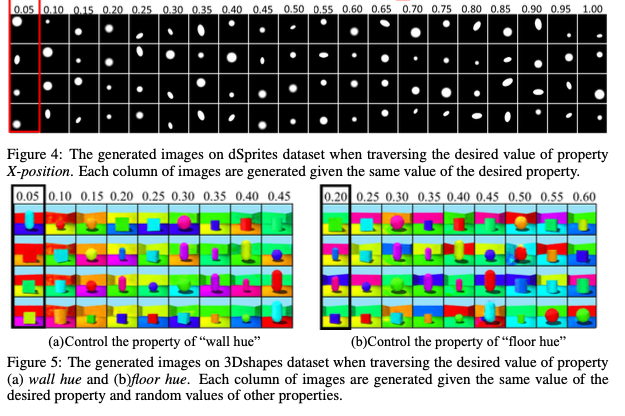 0.05 0.10 0.15 0.20 0.25 0.30 0.35 0.40 0.45 0.50 0.55 0.60 0.65 0.70 0.75 0.80 0.85 0.90 0.95 1.00
Figure 4: The generated images on dSprites dataset when traversing the desired value of property
X-position. Each column of images are generated given the same value of the desired property.
0.05 0.10 0.15 0.20 0.25 0.30 0.35 0.40 0.45
0.20 0.25 0.30 0.35 0.40 0.45 0.50 0.55 0.60
(a)Control the property of “wall hue”
(b)Control the property of “floor hue”
Figure 5: The generated images on 3Dshapes dataset when traversing the desired value of property
(a) wall hue and (b)floor hue. Each column of images are generated given the same value of the
desired property and random values of other properties.